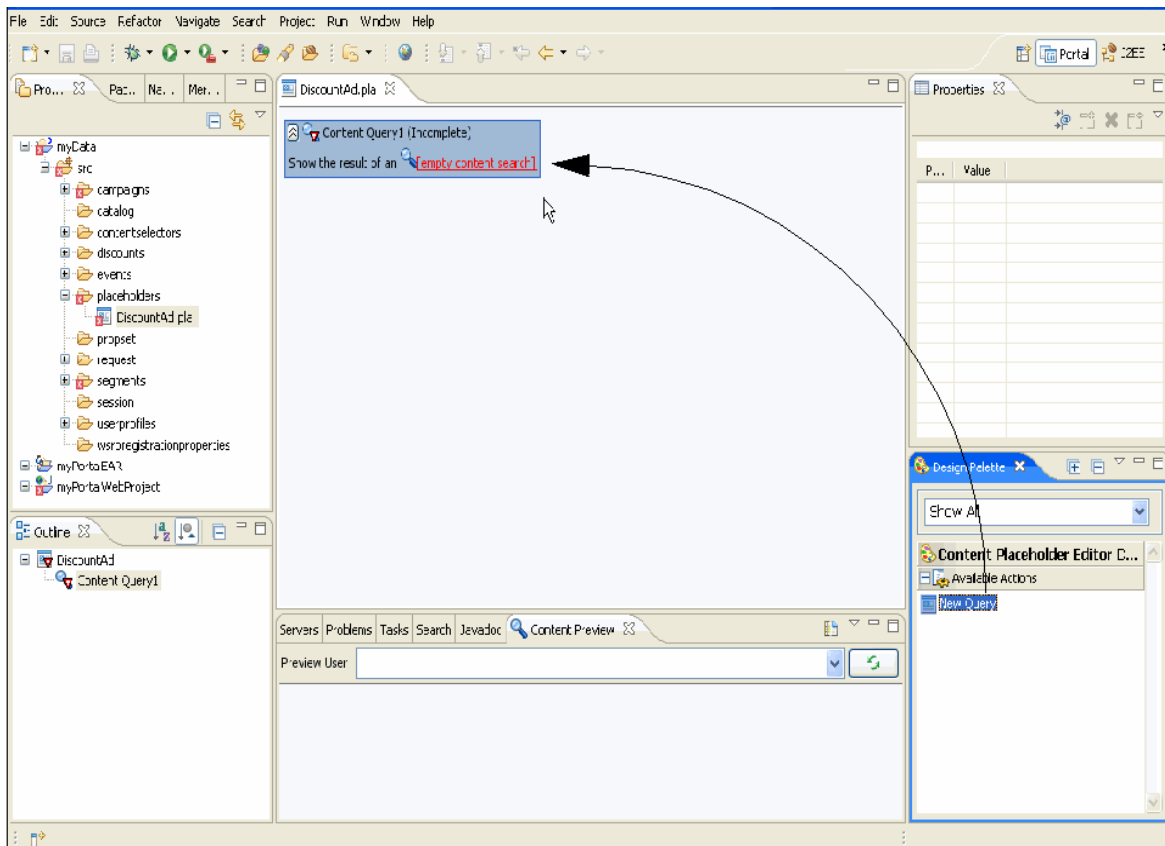 File Edit Source Refactor Navigate Search Project Run Window Help
Portal J2EE
Pro... Pac.. Na.. Mer..
DiscountAd.pla
Properties
Content Query1 (Incomplete)
Show the result of an [empty content search]
P... Value
myData
src
campaigns
catalog
contentselectors
discounts
events
placeholders
DiscountAd.pla
propset
request
segments
session
userprofiles
wsrpregistrationproperties
myPortalEAR
myPortalWebProject
Design Palette
Show All
Content Placeholder Editor D...
Available Actions
New Query
Outline
DiscountAd
Content Query1
Servers Problems Tasks Search Javadoc Content Preview
Preview User